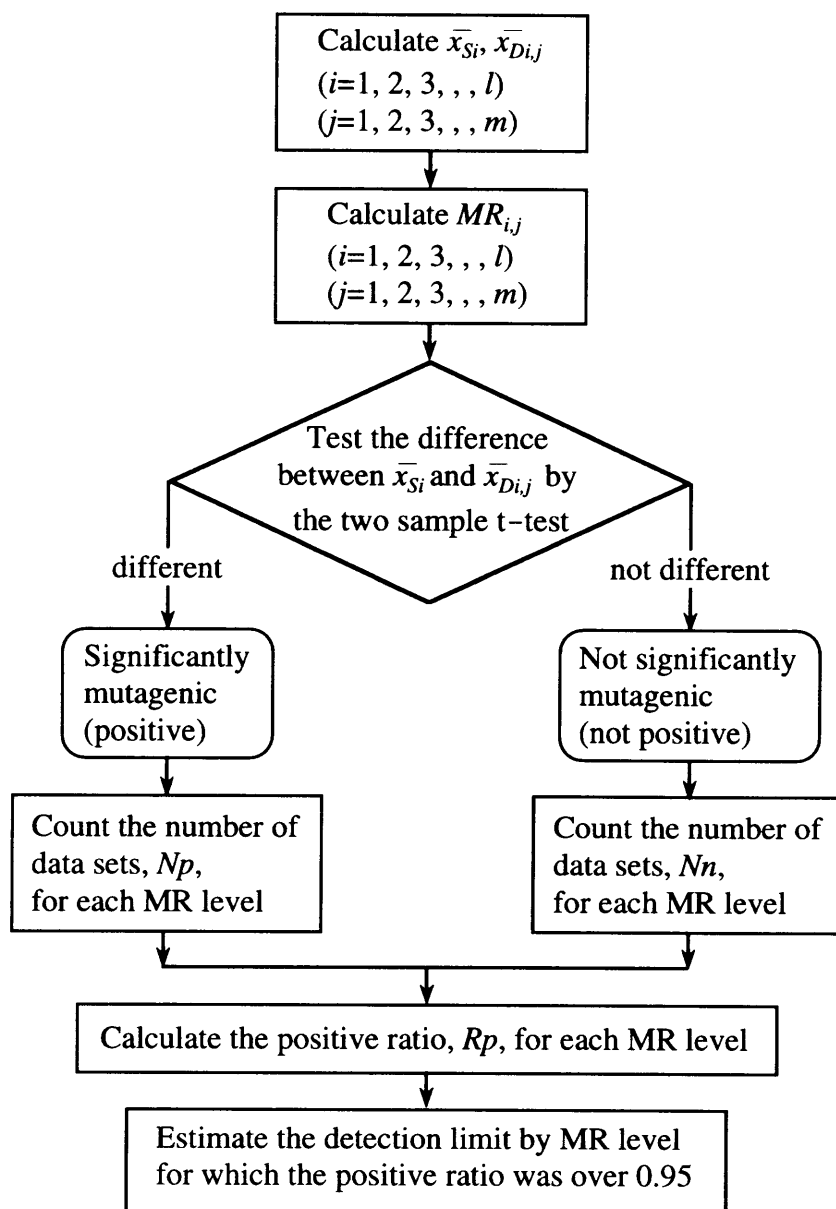 Calculate x̄Si, x̄Di,j
(i=1, 2, 3, , , l)
(j=1, 2, 3, , , m)
Calculate MRi,j
(i=1, 2, 3, , , l)
(j=1, 2, 3, , , m)
Test the difference
between x̄Si and x̄Di,j by
the two sample t-test
different
not different
Significantly
mutagenic
(positive)
Not significantly
mutagenic
(not positive)
Count the number of
data sets, Np,
for each MR level
Count the number of
data sets, Nn,
for each MR level
Calculate the positive ratio, Rp, for each MR level
Estimate the detection limit by MR level
for which the positive ratio was over 0.95